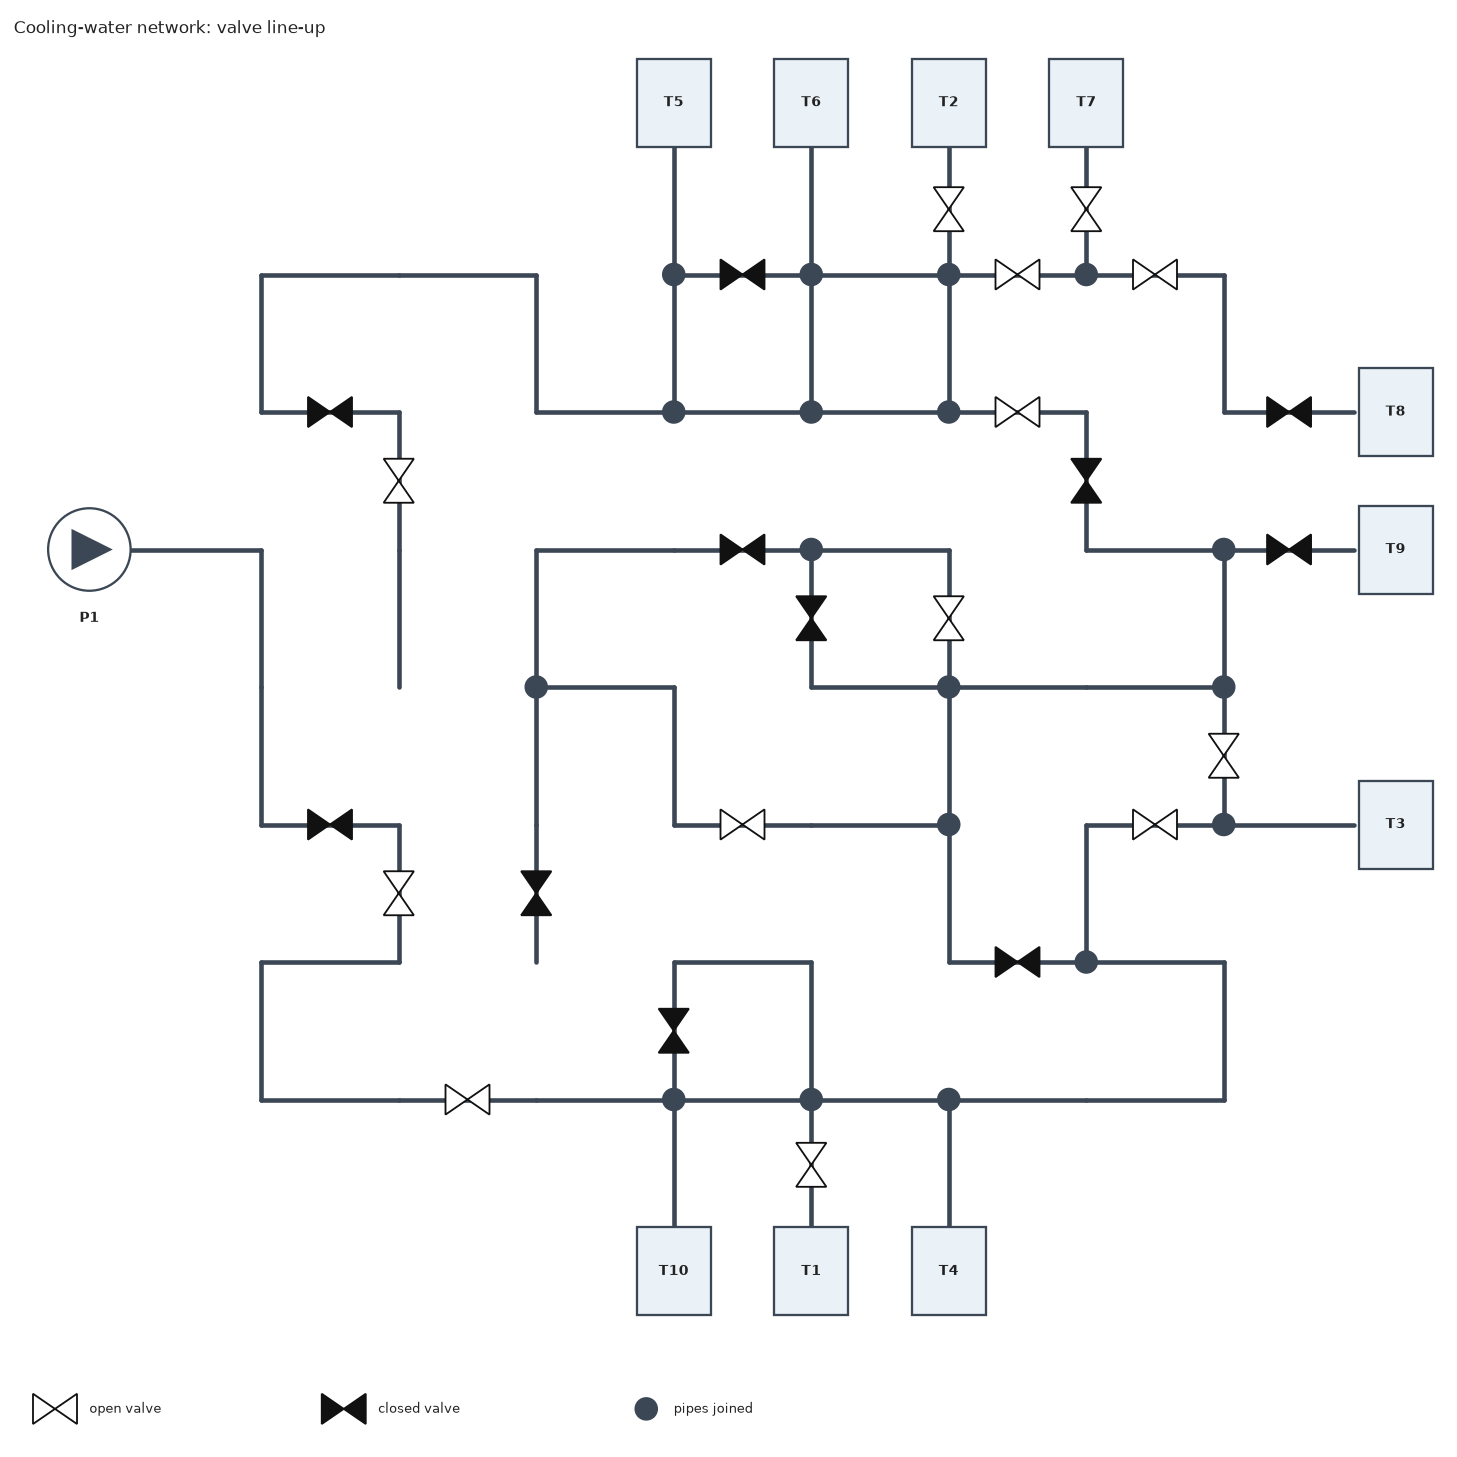 Cooling-water network: valve line-up
T5
T6
T2
T7
T8
T9
P1
T3
T10
T1
T4
open valve
closed valve
pipes joined